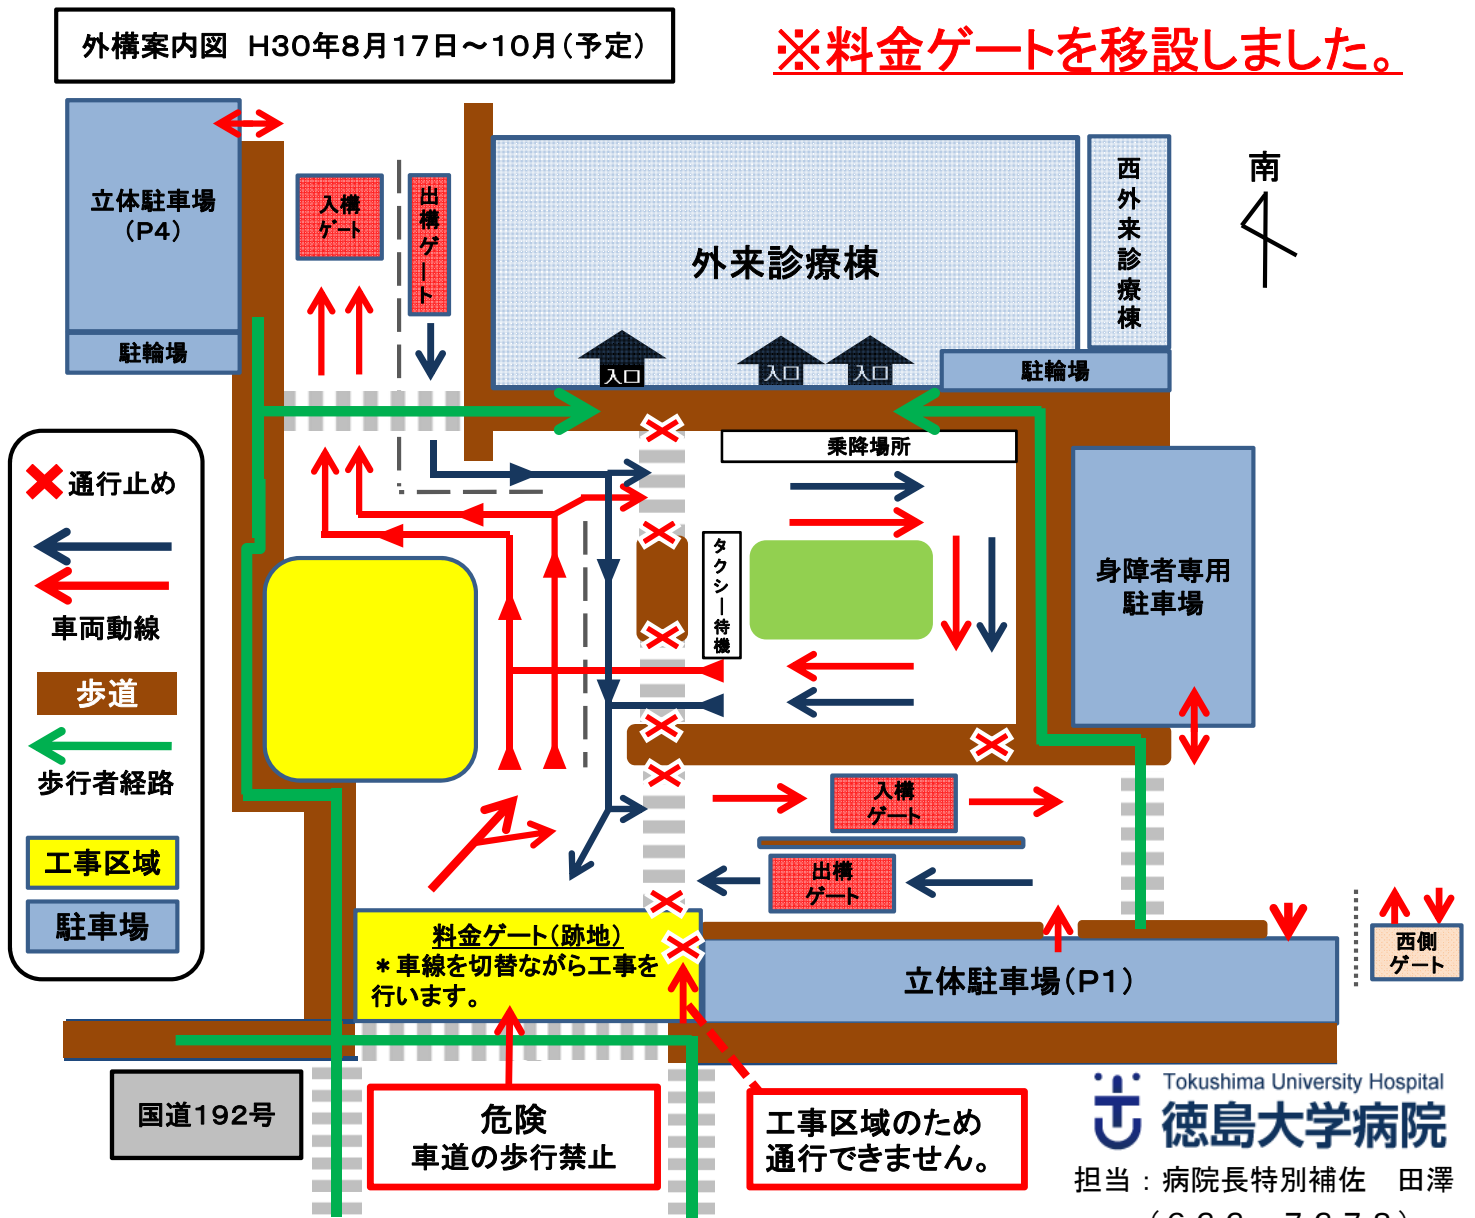 外構案内図 H30年8月17日～10月(予定)
※料金ゲートを移設しました。
立体駐車場
(P4)
駐輪場
入構
ゲート
出構ゲート
外来診療棟
西外来診療棟
南
入口
入口
入口
駐輪場
乗降場所
通行止め
車両動線
歩道
歩行者経路
工事区域
駐車場
タクシー待機
身障者専用
駐車場
入構
ゲート
出構
ゲート
料金ゲート(跡地)
＊車線を切替ながら工事を
行います。
立体駐車場(P1)
西側
ゲート
国道192号
危険
車道の歩行禁止
工事区域のため
通行できません。
Tokushima University Hospital
徳島大学病院
担当：病院長特別補佐　田澤